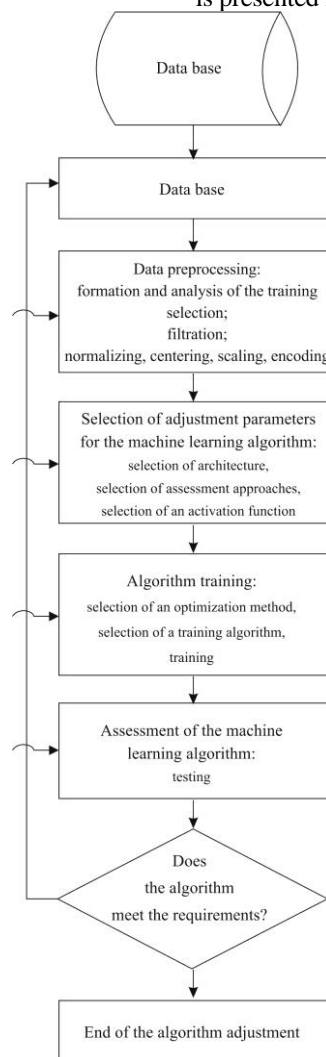 is presented
Data base
Data base
Data preprocessing:
formation and analysis of the training
selection;
filtration;
normalizing, centering, scaling, encoding
Selection of adjustment parameters
for the machine learning algorithm:
selection of architecture,
selection of assessment approaches,
selection of an activation function
Algorithm training:
selection of an optimization method,
selection of a training algorithm,
training
Assessment of the machine
learning algorithm:
testing
Does
the algorithm
meet the requirements?
End of the algorithm adjustment